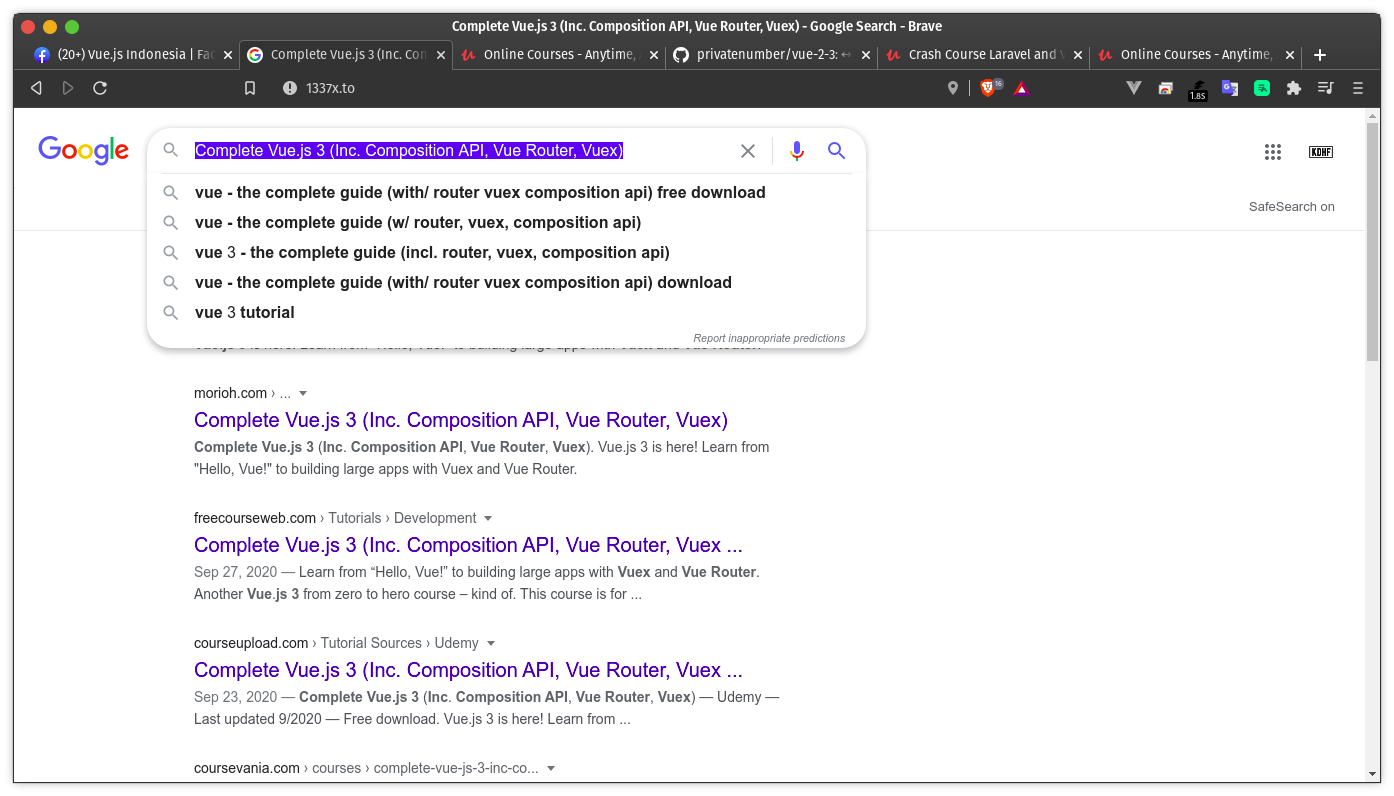 Complete Vue.js 3 (Inc. Composition API, Vue Router, Vuex) - Google Search - Brave
(20+) Vue.js Indonesia | Fac
Complete Vue.js 3 (Inc. Con
Online Courses - Anytime, A
privatenumber/vue-2-3: ↔
Crash Course Laravel and V
Online Courses - Anytime, A
1337x.to
16
1.8S
Google
Complete Vue.js 3 (Inc. Composition API, Vue Router, Vuex)
KDHF
vue - the complete guide (with/ router vuex composition api) free download
vue - the complete guide (w/ router, vuex, composition api)
vue 3 - the complete guide (incl. router, vuex, composition api)
vue - the complete guide (with/ router vuex composition api) download
vue 3 tutorial
Report inappropriate predictions
SafeSearch on
morioh.com › ...
Complete Vue.js 3 (Inc. Composition API, Vue Router, Vuex)
Complete Vue.js 3 (Inc. Composition API, Vue Router, Vuex). Vue.js 3 is here! Learn from
"Hello, Vue!" to building large apps with Vuex and Vue Router.
freecourseweb.com › Tutorials › Development
Complete Vue.js 3 (Inc. Composition API, Vue Router, Vuex ...
Sep 27, 2020 — Learn from “Hello, Vue!” to building large apps with Vuex and Vue Router.
Another Vue.js 3 from zero to hero course – kind of. This course is for ...
courseupload.com › Tutorial Sources › Udemy
Complete Vue.js 3 (Inc. Composition API, Vue Router, Vuex ...
Sep 23, 2020 — Complete Vue.js 3 (Inc. Composition API, Vue Router, Vuex) — Udemy —
Last updated 9/2020 — Free download. Vue.js 3 is here! Learn from ...
coursevania.com › courses › complete-vue-js-3-inc-co...